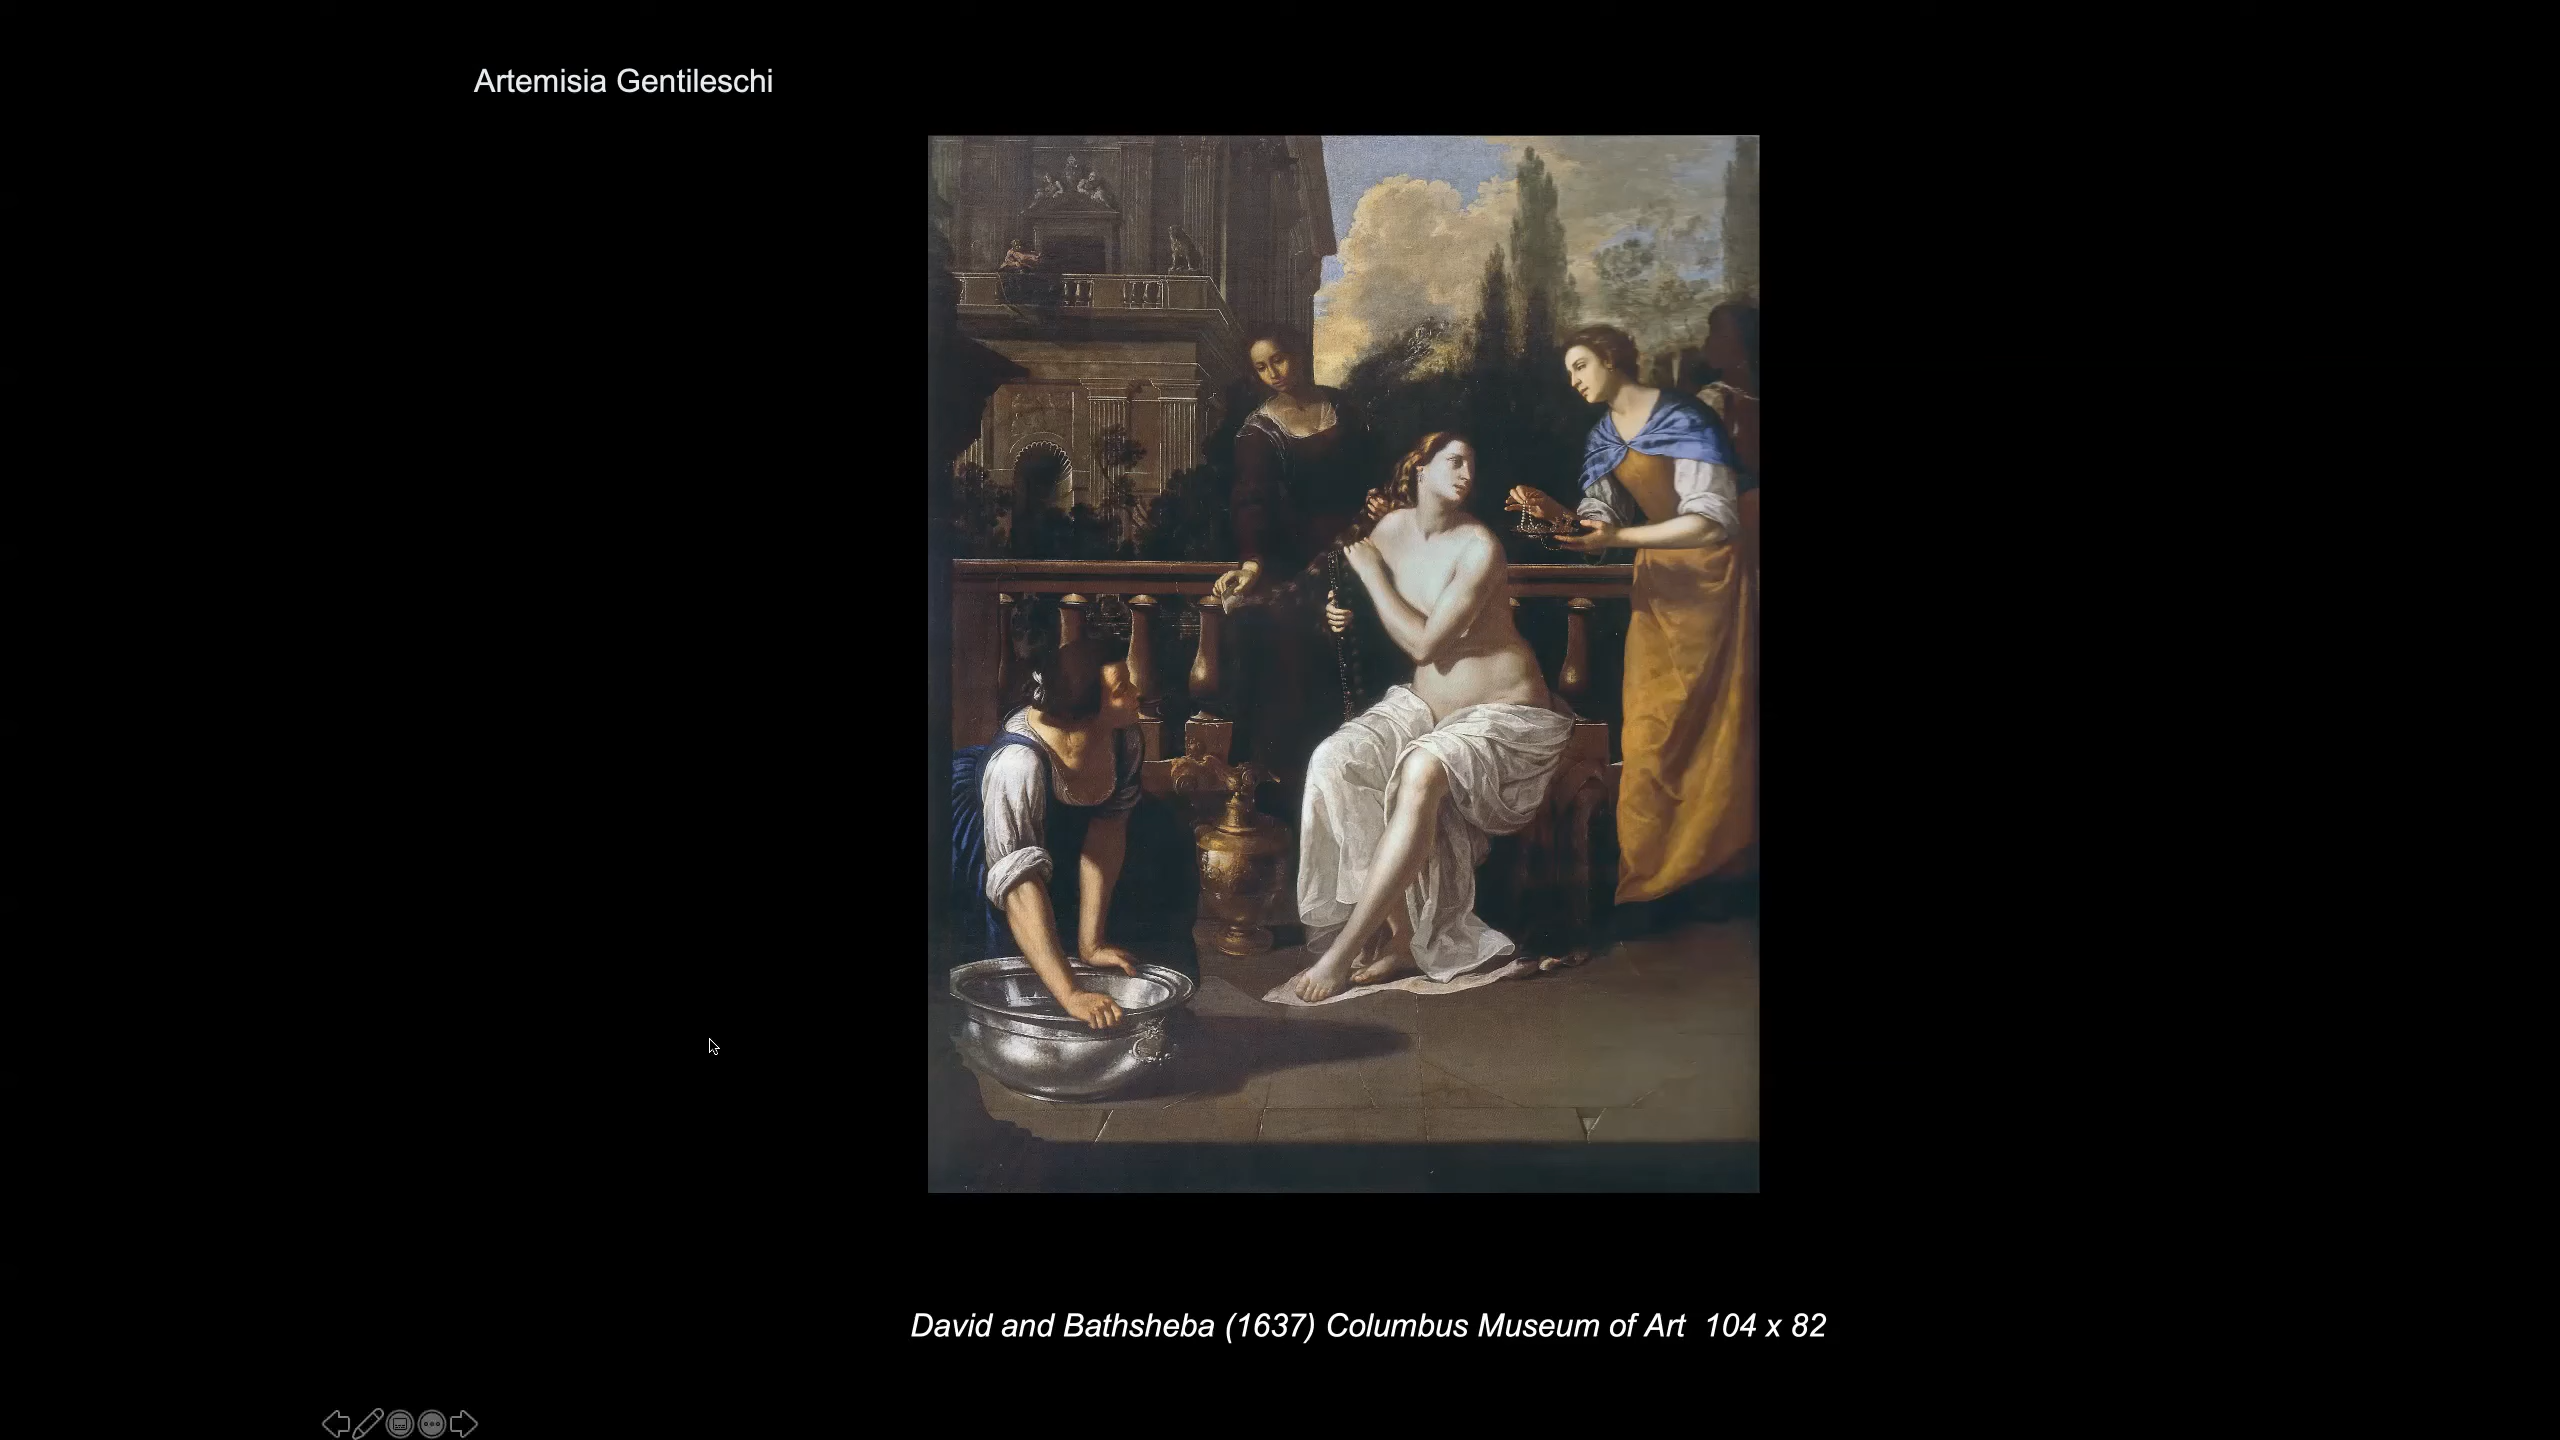 Artemisia Gentileschi
David and Bathsheba (1637) Columbus Museum of Art  104 x 82